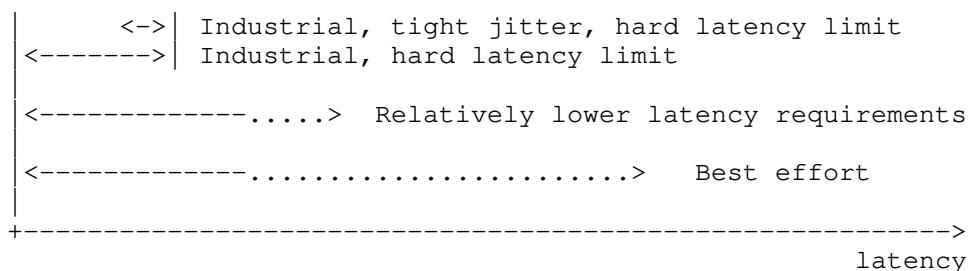 |      <->| Industrial, tight jitter, hard latency limit
|<------->| Industrial, hard latency limit
|
|<-------------.....> Relatively lower latency requirements
|
|<-------------........................> Best effort
|
+---------------------------------------------------------->
latency